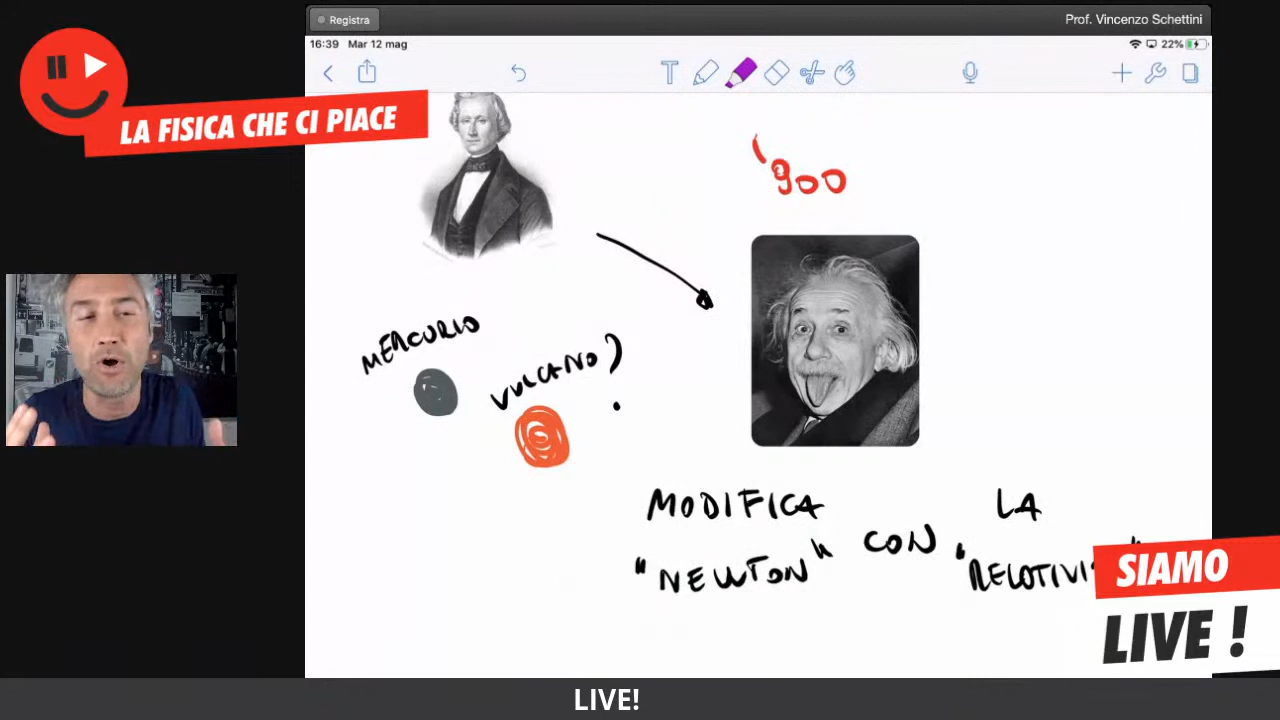 Registra
Prof. Vincenzo Schettini
16:39 Mar 12 mag
22%
LA FISICA CHE CI PIACE
'900
MERCURIO
VULCANO?
MODIFICA
"NEWTON" CON LA
SIAMO
LIVE !
LIVE!